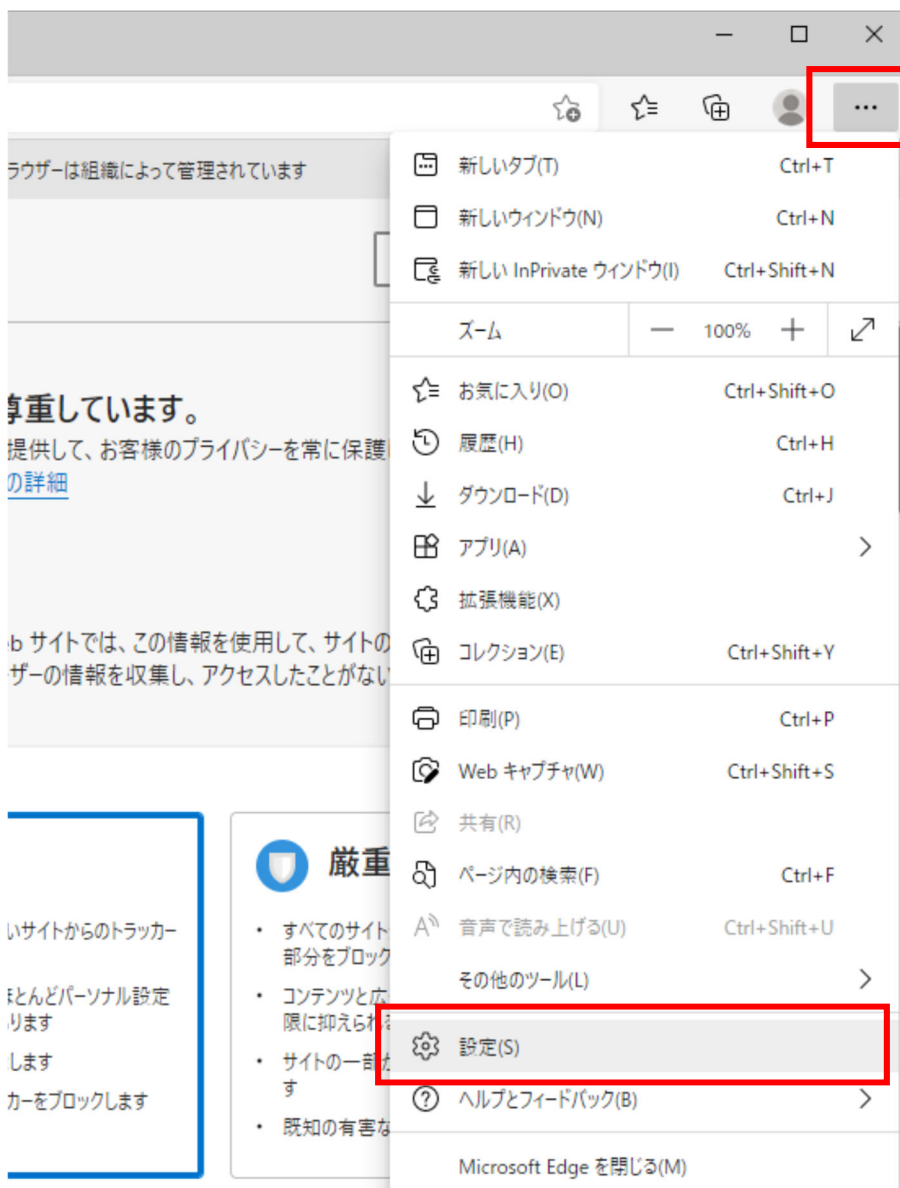 ラウザーは組織によって管理されています
新しいタブ(T) Ctrl+T
新しいウィンドウ(N) Ctrl+N
新しい InPrivate ウィンドウ(I) Ctrl+Shift+N
ズーム 100%
お気に入り(O) Ctrl+Shift+O
履歴(H) Ctrl+H
ダウンロード(D) Ctrl+J
アプリ(A)
拡張機能(X)
コレクション(E) Ctrl+Shift+Y
印刷(P) Ctrl+P
Web キャプチャ(W) Ctrl+Shift+S
共有(R)
ページ内の検索(F) Ctrl+F
音声で読み上げる(U) Ctrl+Shift+U
その他のツール(L)
設定(S)
ヘルプとフィードバック(B)
Microsoft Edge を閉じる(M)
尊重しています。
提供して、お客様のプライバシーを常に保護
の詳細
サイトでは、この情報を使用して、サイトの
ザーの情報を収集し、アクセスしたことがない
いサイトからのトラッカー
ほとんどパーソナル設定
ります
します
カーをブロックします
厳重
・ すべてのサイト
部分をブロック
・ コンテンツと広
限に抑えられ
・ サイトの一部が
す
・ 既知の有害な